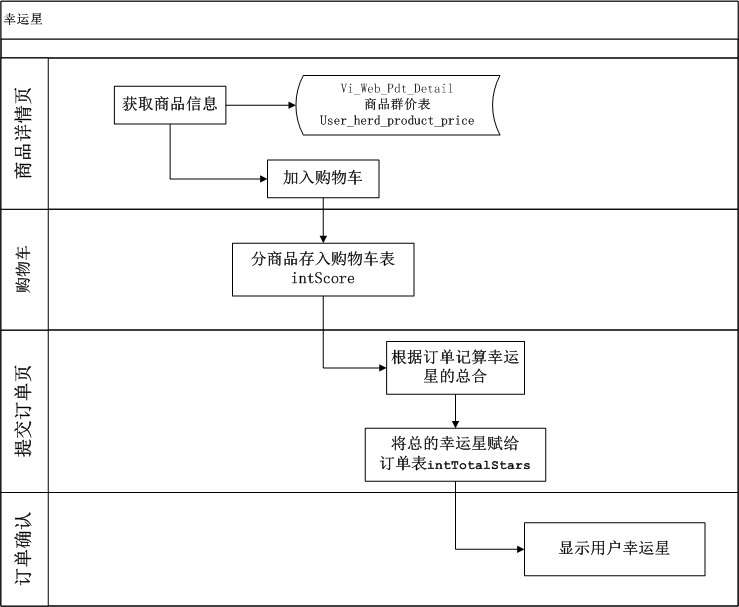 幸运星
商品详情页
获取商品信息
Vi_Web_Pdt_Detail
商品群价表
User_herd_product_price
加入购物车
购物车
分商品存入购物车表
intScore
提交订单页
根据订单记算幸运
星的总合
将总的幸运星赋给
订单表intTotalStars
订单确认
显示用户幸运星